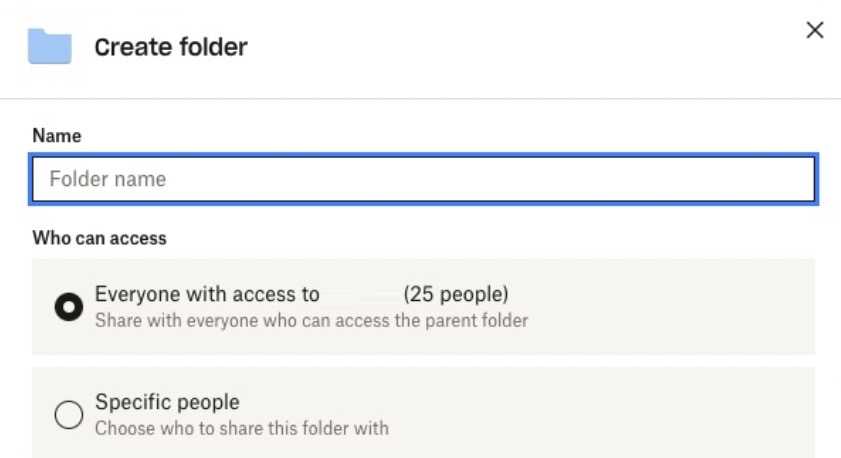 Create folder
Name
Folder name
Who can access
Everyone with access to (25 people)
Share with everyone who can access the parent folder
Specific people
Choose who to share this folder with